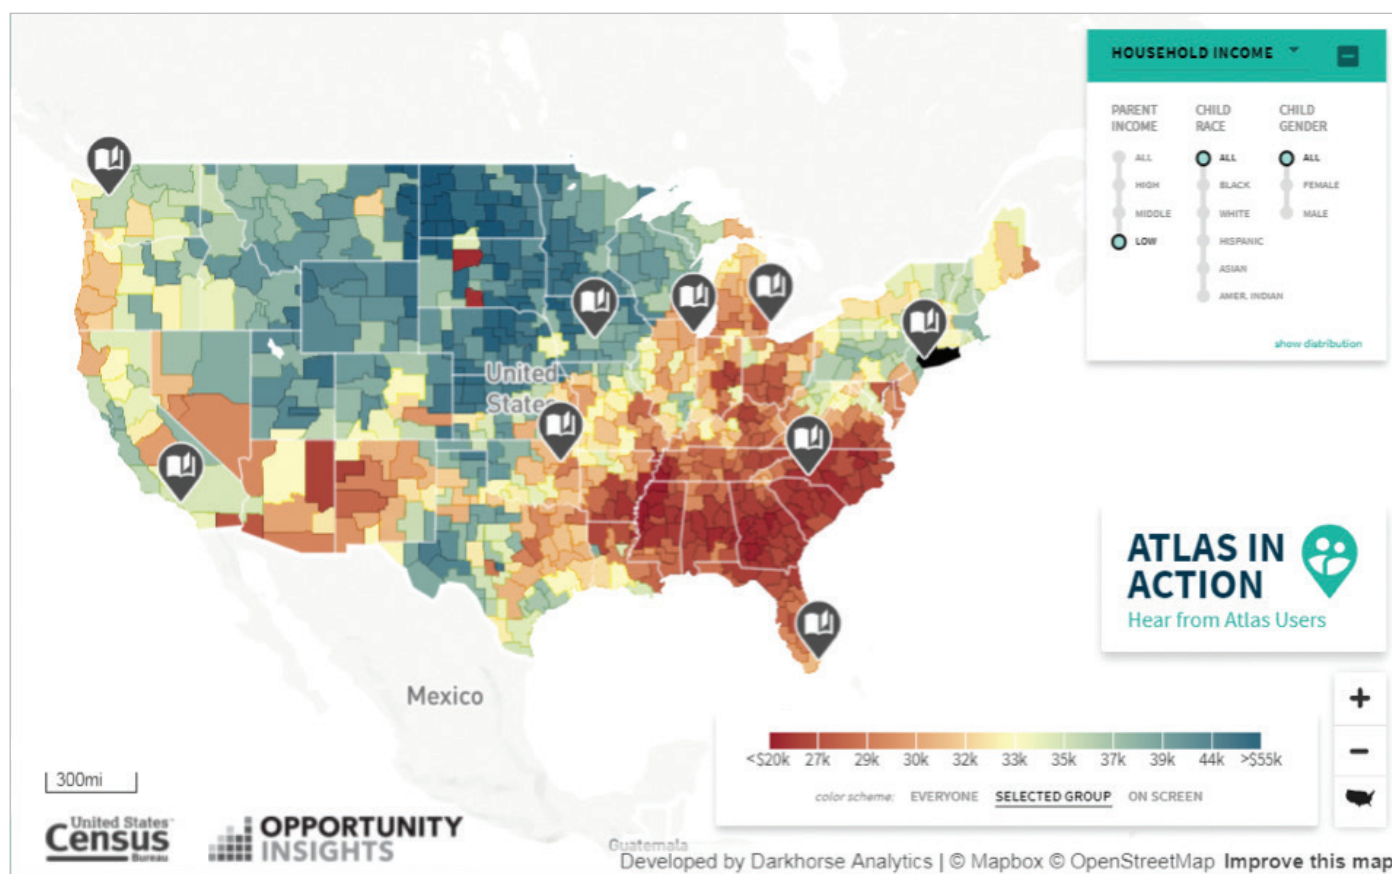 HOUSEHOLD INCOME
PARENT INCOME
CHILD RACE
CHILD GENDER
ALL
HIGH
MIDDLE
LOW
ALL
BLACK
WHITE
HISPANIC
ASIAN
AMER. INDIAN
ALL
FEMALE
MALE
show distribution
United
States
Mexico
Guatemala
ATLAS IN
ACTION
Hear from Atlas Users
+
−
<$20k 27k 29k 30k 32k 33k 35k 37k 39k 44k >$55k
color scheme: EVERYONE SELECTED GROUP ON SCREEN
300mi
United States™
Census
Bureau
OPPORTUNITY
INSIGHTS
Developed by Darkhorse Analytics | © Mapbox © OpenStreetMap Improve this map